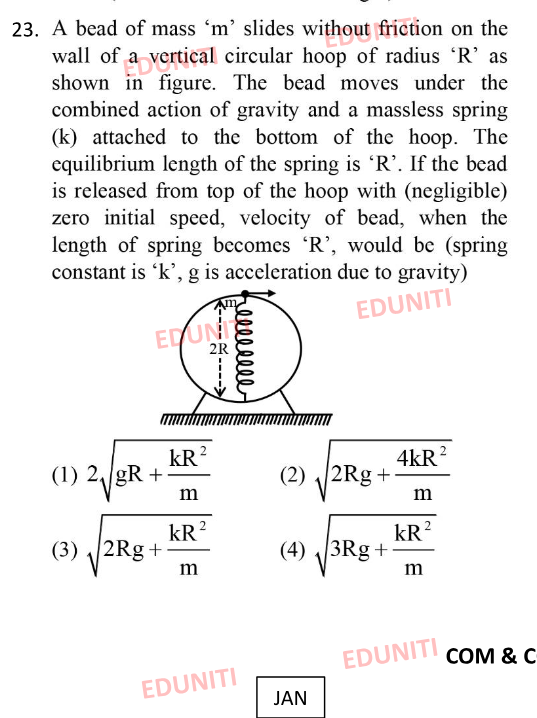 23. A bead of mass ‘m’ slides without friction on the
wall of a vertical circular hoop of radius ‘R’ as
shown in figure. The bead moves under the
combined action of gravity and a massless spring
(k) attached to the bottom of the hoop. The
equilibrium length of the spring is ‘R’. If the bead
is released from top of the hoop with (negligible)
zero initial speed, velocity of bead, when the
length of spring becomes ‘R’, would be (spring
constant is ‘k’, g is acceleration due to gravity)
EDUNITI
EDUNITI
m
EDUNITI
EDUNITI
2R
(1) 2√(gR + kR²/m) (2) √(2Rg + 4kR²/m)
(3) √(2Rg + kR²/m) (4) √(3Rg + kR²/m)
EDUNITI COM & C
EDUNITI
JAN